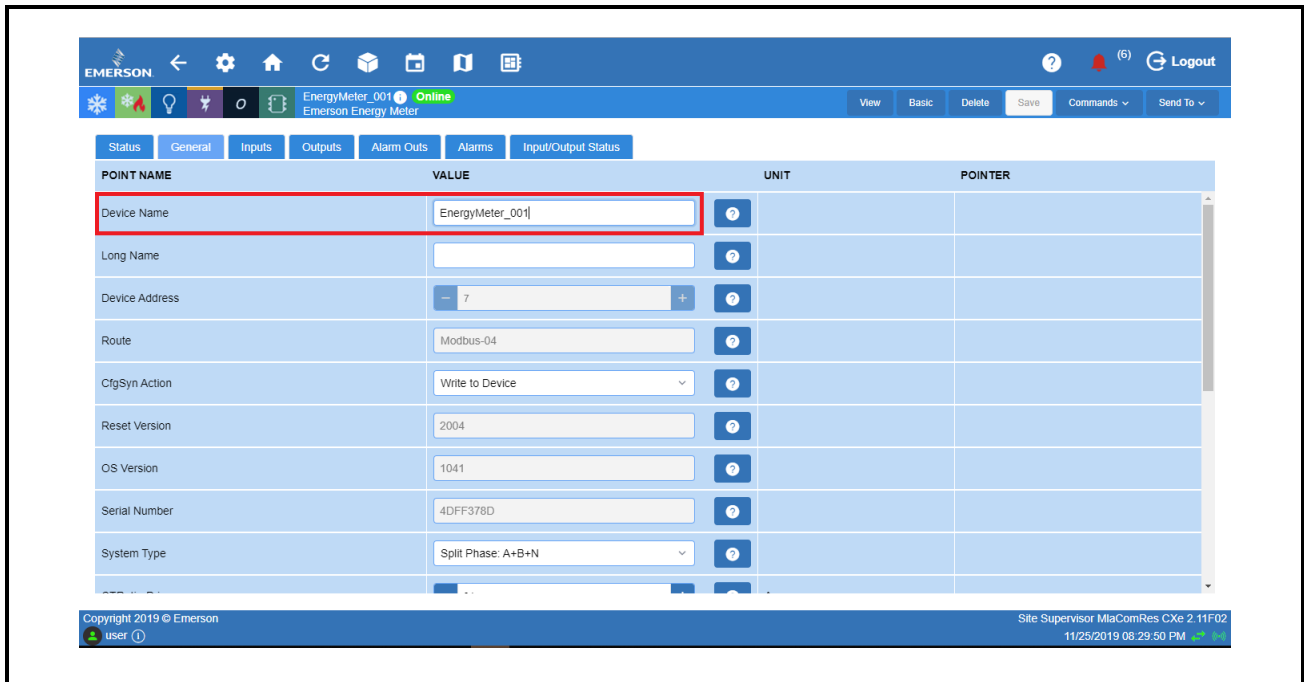 EMERSON
(6) Logout
EnergyMeter_001 Online
Emerson Energy Meter
View Basic Delete Save Commands Send To
Status General Inputs Outputs Alarm Outs Alarms Input/Output Status
POINT NAME VALUE UNIT POINTER
Device Name EnergyMeter_001
Long Name
Device Address 7
Route Modbus-04
CfgSyn Action Write to Device
Reset Version 2004
OS Version 1041
Serial Number 4DFF378D
System Type Split Phase: A+B+N
Copyright 2019 © Emerson
Site Supervisor MlaComRes CXe 2.11F02
user
11/25/2019 08:29:50 PM